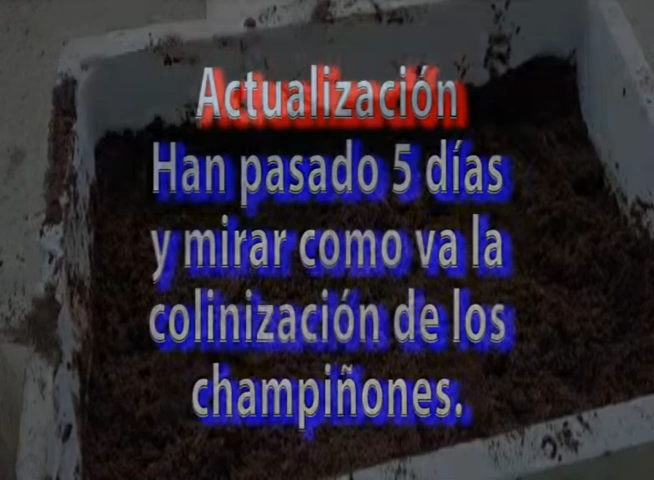 Actualización
Han pasado 5 días
y mirar como va la
colinización de los
champiñones.